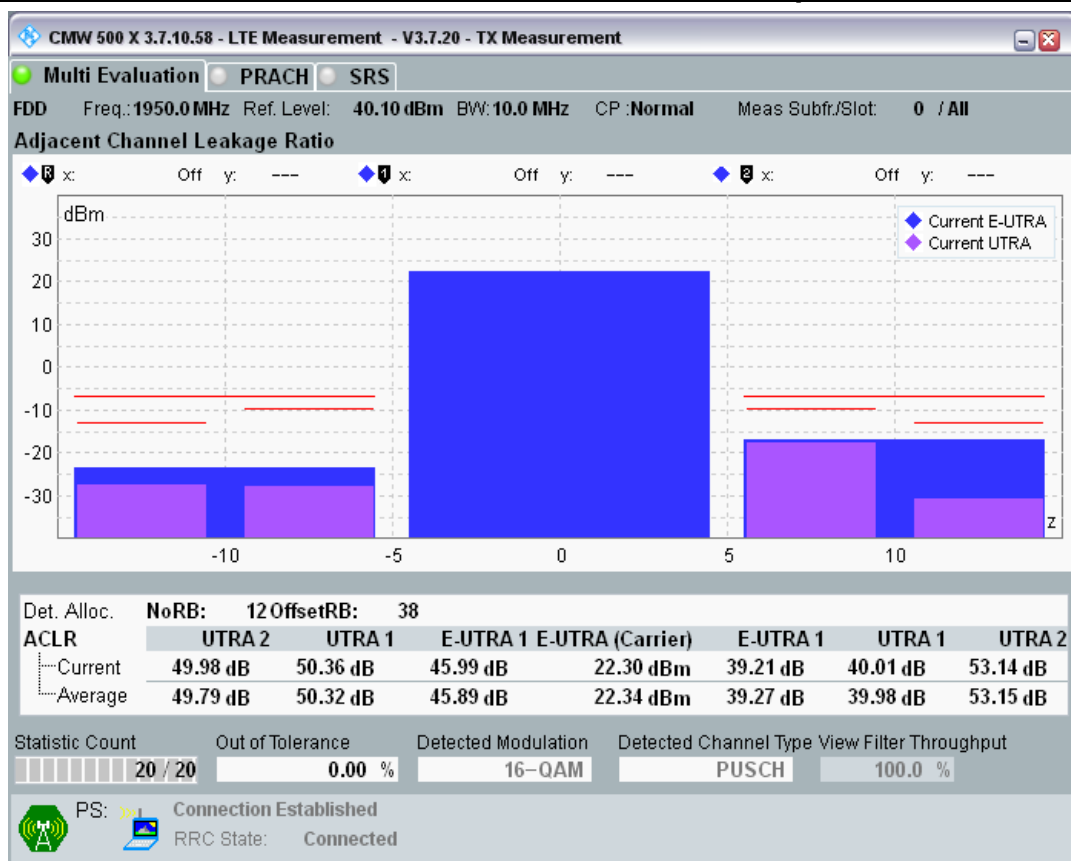 CMW 500 X 3.7.10.58 - LTE Measurement - V3.7.20 - TX Measurement
Multi Evaluation PRACH SRS
FDD Freq.: 1950.0 MHz Ref. Level: 40.10 dBm BW: 10.0 MHz CP :Normal Meas Subfr./Slot: 0 / All
Adjacent Channel Leakage Ratio
R x: Off y: --- 1 x: Off y: --- 2 x: Off y: ---
dBm
Current E-UTRA
Current UTRA
30
20
10
0
-10
-20
-30
z
-10 -5 0 5 10
Det. Alloc. NoRB: 12 OffsetRB: 38
ACLR UTRA 2 UTRA 1 E-UTRA 1 E-UTRA (Carrier) E-UTRA 1 UTRA 1 UTRA 2
Current 49.98 dB 50.36 dB 45.99 dB 22.30 dBm 39.21 dB 40.01 dB 53.14 dB
Average 49.79 dB 50.32 dB 45.89 dB 22.34 dBm 39.27 dB 39.98 dB 53.15 dB
Statistic Count Out of Tolerance Detected Modulation Detected Channel Type View Filter Throughput
20 / 20 0.00 % 16-QAM PUSCH 100.0 %
PS: Connection Established
RRC State: Connected